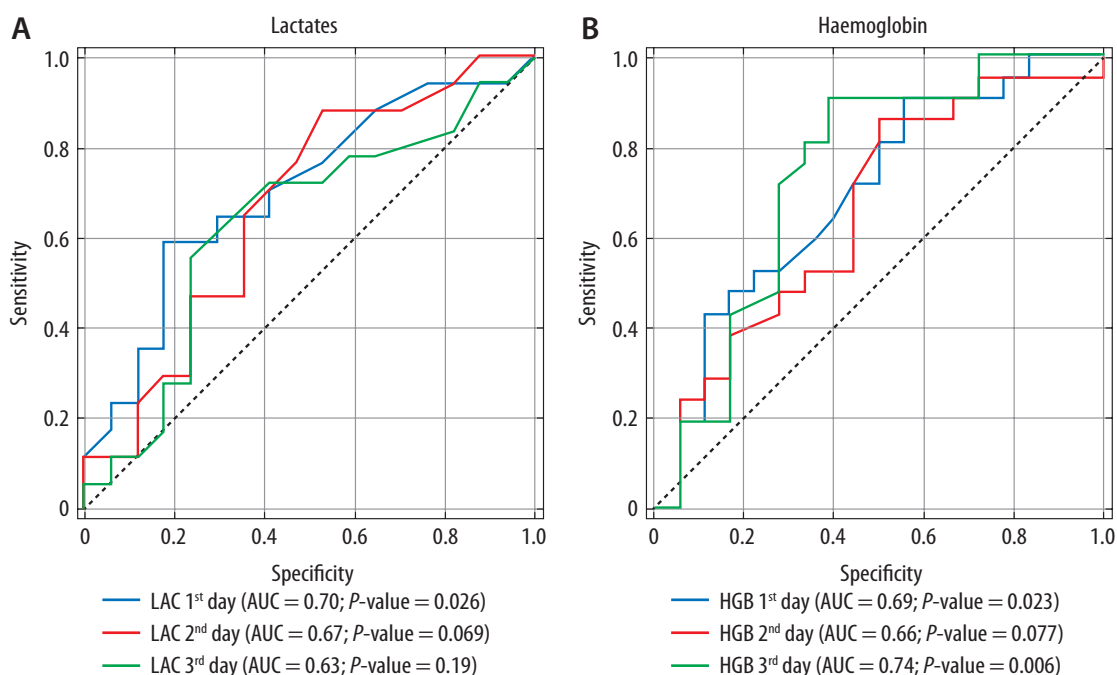 A
Lactates
Sensitivity
1.0
0.8
0.6
0.4
0.2
0
0 0.2 0.4 0.6 0.8 1.0
Specificity
LAC 1st day (AUC = 0.70; P-value = 0.026)
LAC 2nd day (AUC = 0.67; P-value = 0.069)
LAC 3rd day (AUC = 0.63; P-value = 0.19)
B
Haemoglobin
Sensitivity
1.0
0.8
0.6
0.4
0.2
0
0 0.2 0.4 0.6 0.8 1.0
Specificity
HGB 1st day (AUC = 0.69; P-value = 0.023)
HGB 2nd day (AUC = 0.66; P-value = 0.077)
HGB 3rd day (AUC = 0.74; P-value = 0.006)